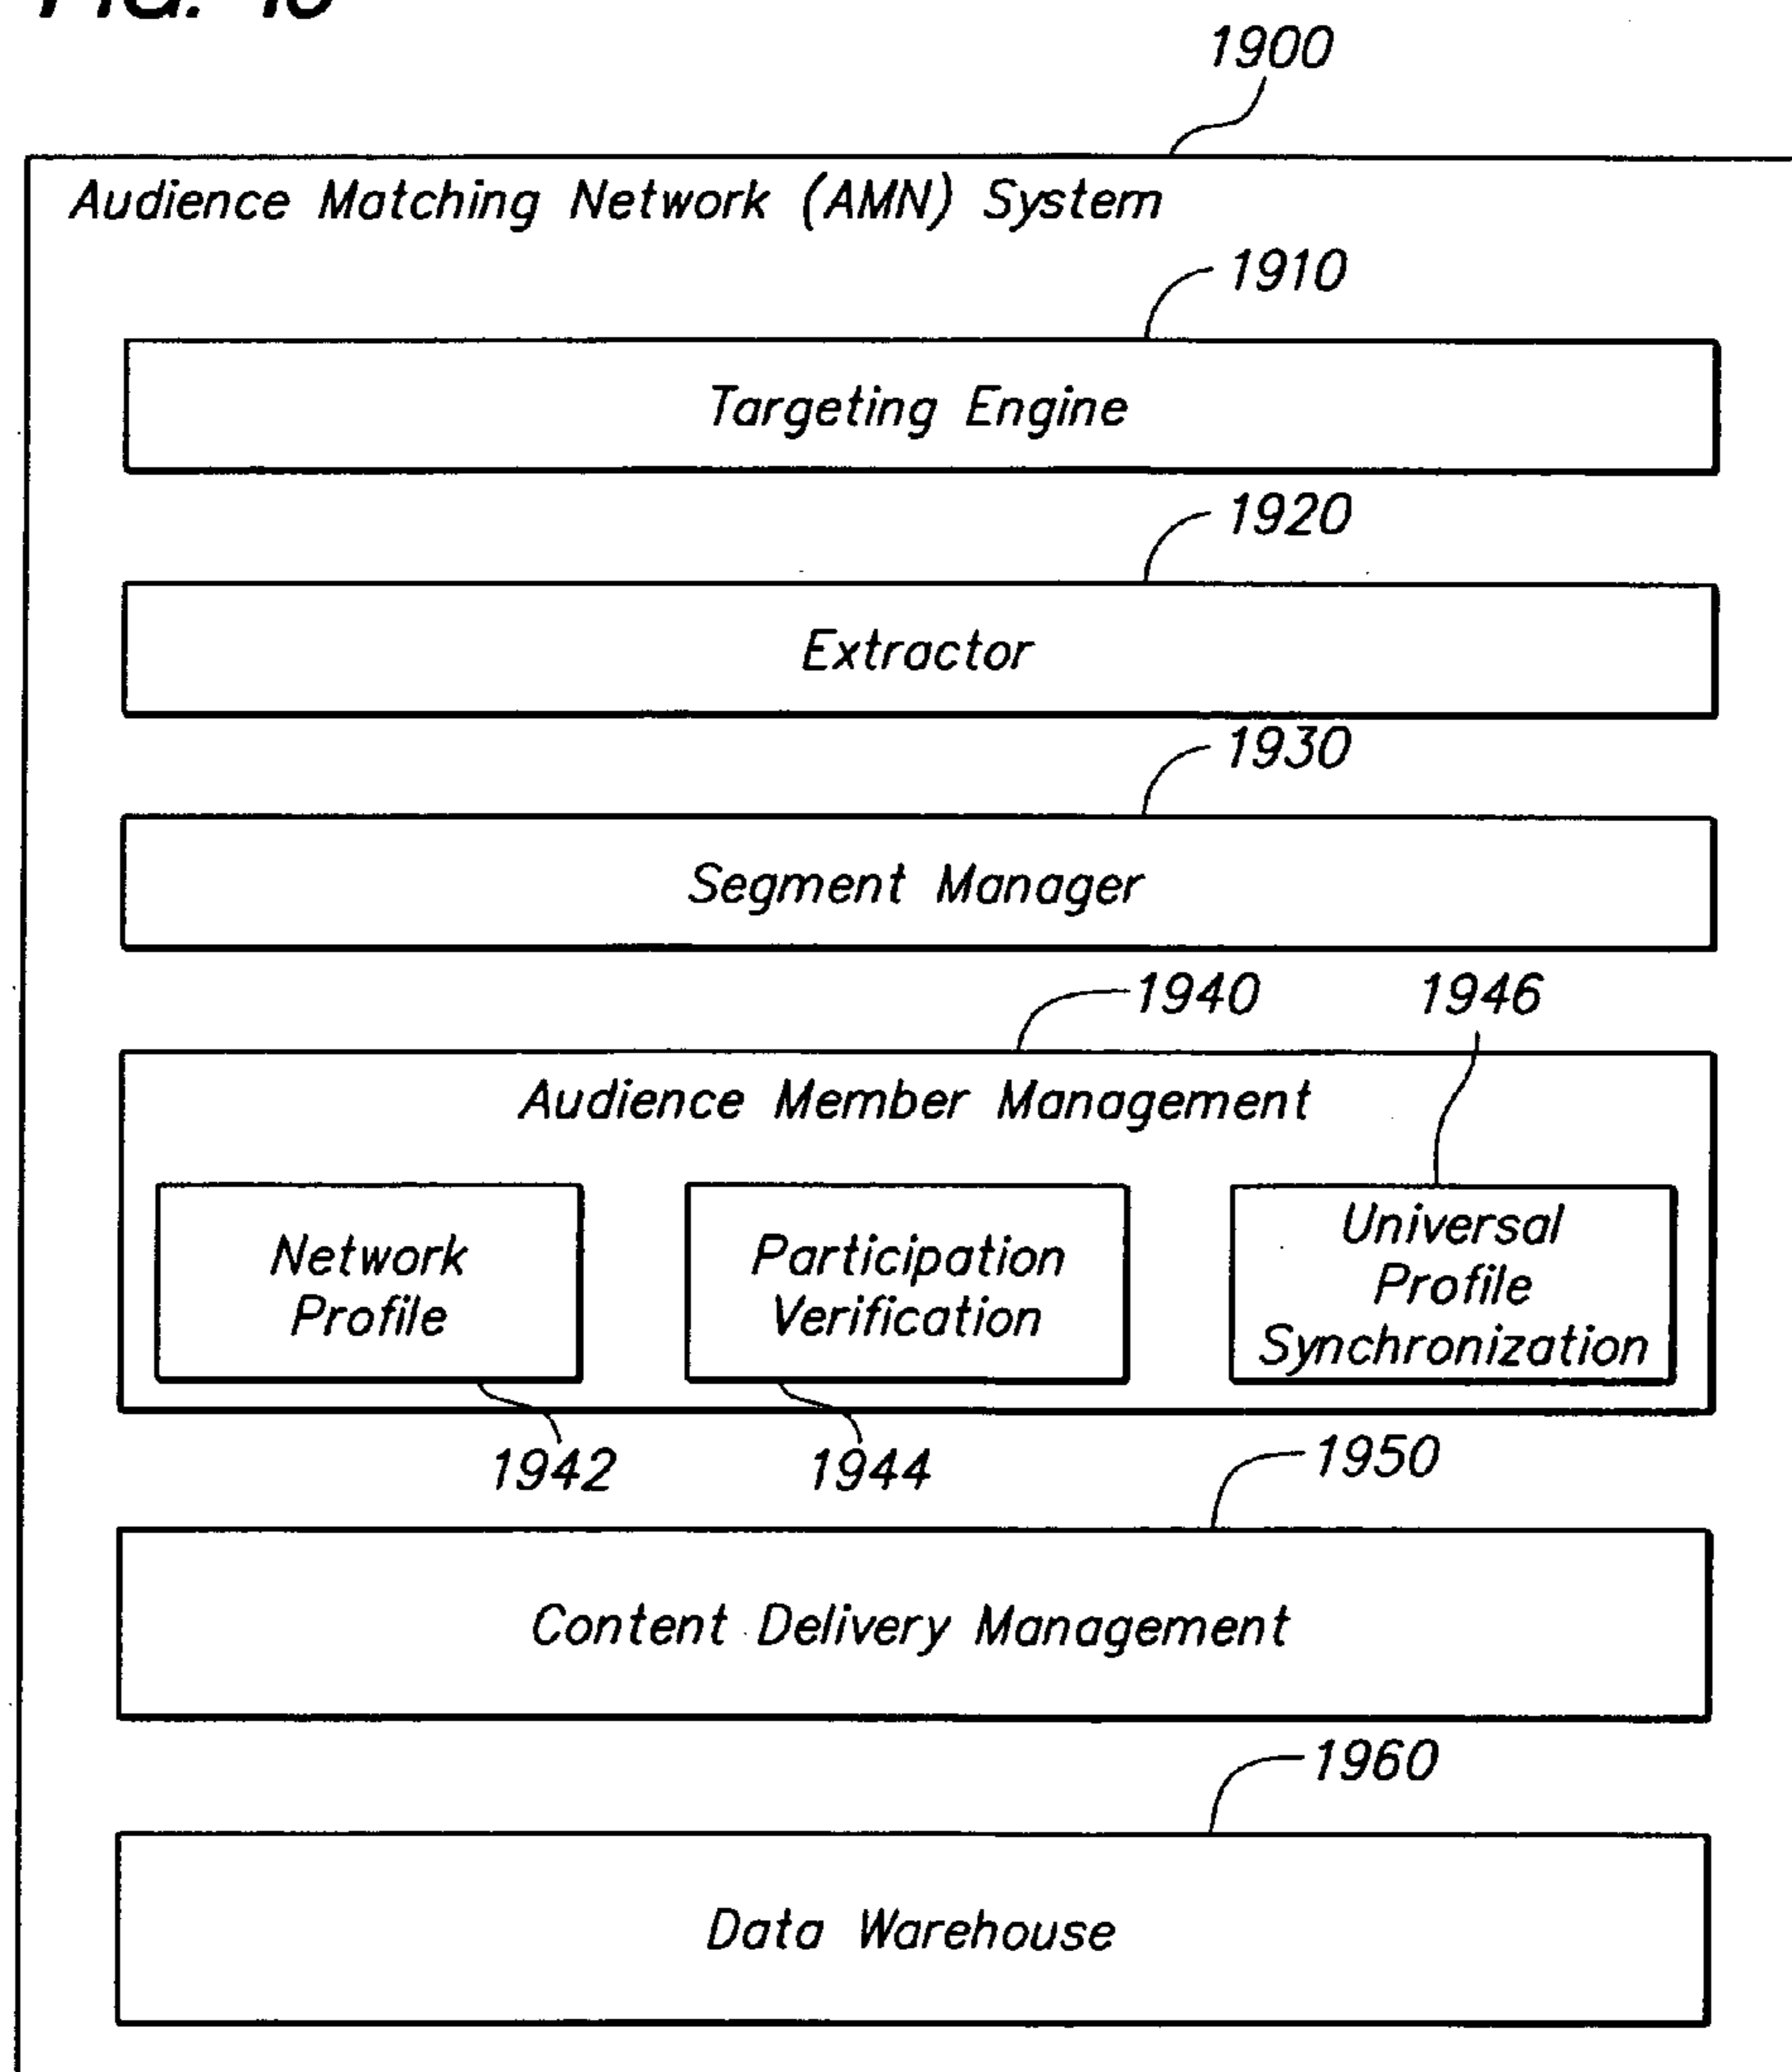 1900
Audience Matching Network (AMN) System
1910
Targeting Engine
1920
Extractor
1930
Segment Manager
1940
1946
Audience Member Management
Network
Profile
Participation
Verification
Universal
Profile
Synchronization
1942
1944
1950
Content Delivery Management
1960
Data Warehouse